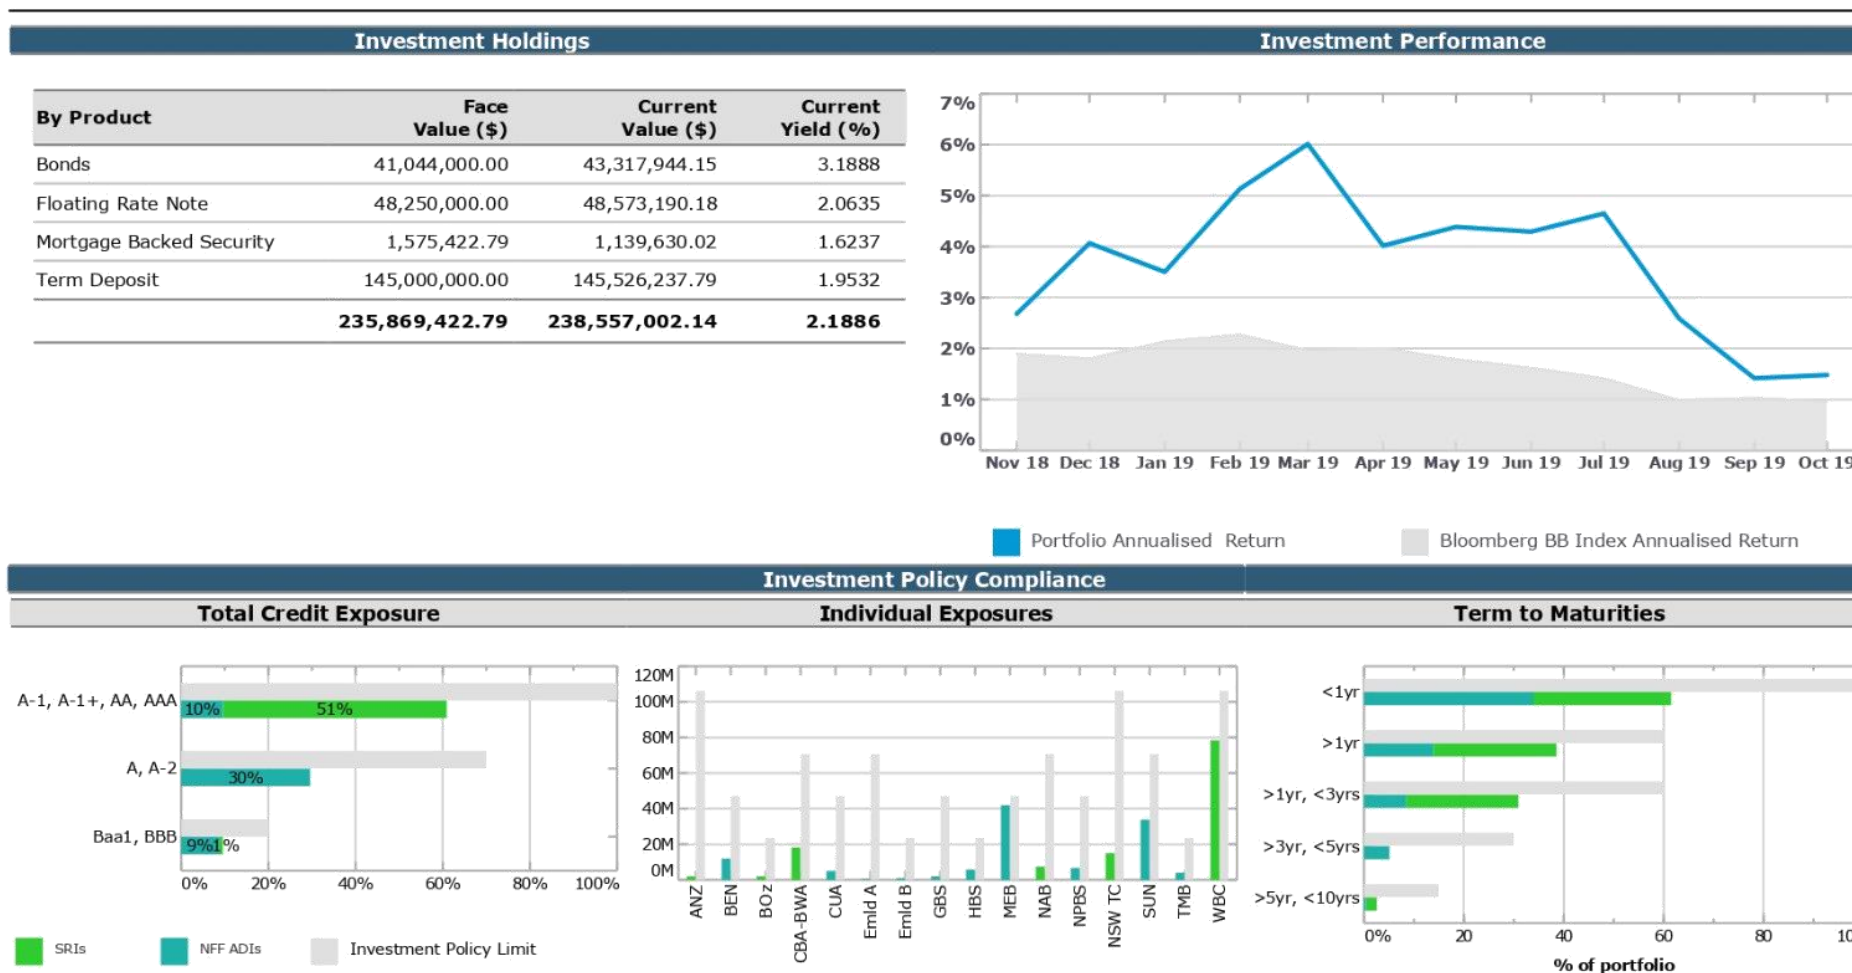 Investment Holdings
Investment Performance
By Product Face Value ($) Current Value ($) Current Yield (%)
Bonds 41,044,000.00 43,317,944.15 3.1888
Floating Rate Note 48,250,000.00 48,573,190.18 2.0635
Mortgage Backed Security 1,575,422.79 1,139,630.02 1.6237
Term Deposit 145,000,000.00 145,526,237.79 1.9532
235,869,422.79 238,557,002.14 2.1886
7%
6%
5%
4%
3%
2%
1%
0%
Nov 18 Dec 18 Jan 19 Feb 19 Mar 19 Apr 19 May 19 Jun 19 Jul 19 Aug 19 Sep 19 Oct 19
Portfolio Annualised Return Bloomberg BB Index Annualised Return
Investment Policy Compliance
Total Credit Exposure
A-1, A-1+, AA, AAA 10% 51%
A, A-2 30%
Baa1, BBB 9% 1%
0% 20% 40% 60% 80% 100%
SRIs NFF ADIs Investment Policy Limit
Individual Exposures
120M
100M
80M
60M
40M
20M
0M
ANZ BEN BOz CBA-BWA CUA Emld A Emld B GBS HBS MEB NAB NPBS NSW TC SUN TMB WBC
Term to Maturities
<1yr
>1yr
>1yr, <3yrs
>3yr, <5yrs
>5yr, <10yrs
0% 20 40 60 80 10
% of portfolio